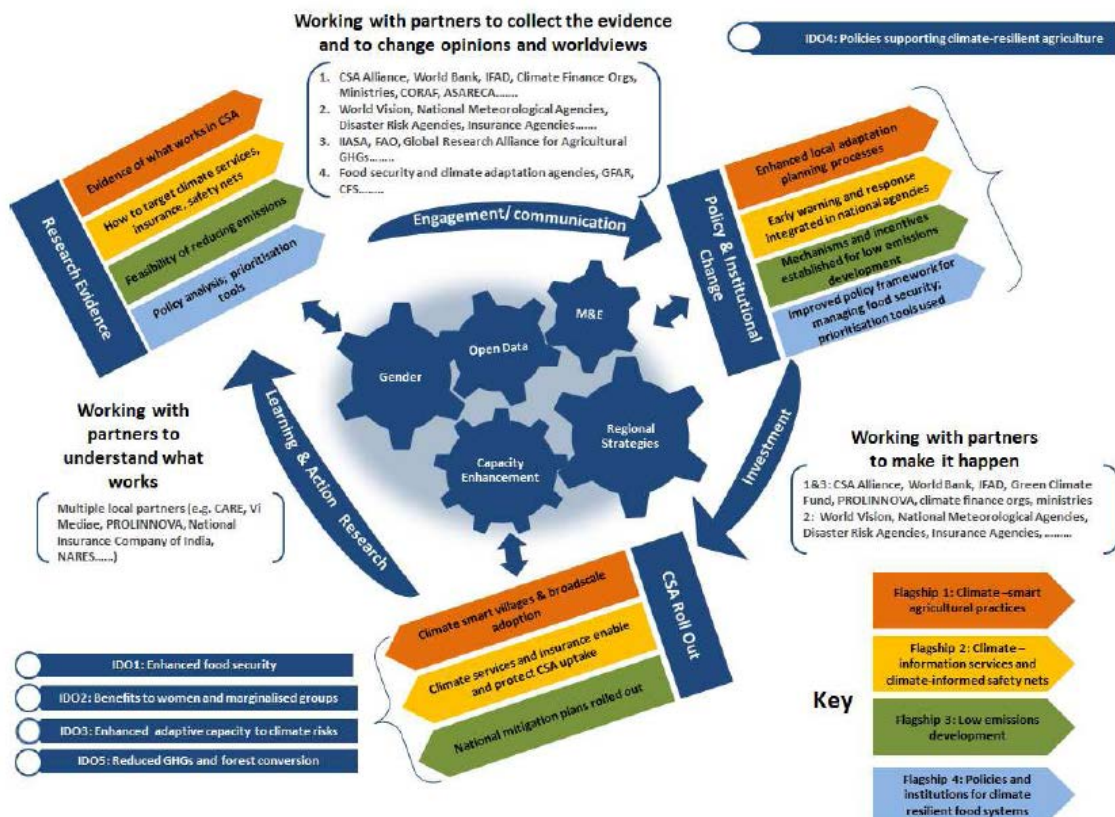 Working with partners to collect the evidence
and to change opinions and worldviews
1. CSA Alliance, World Bank, IFAD, Climate Finance Orgs,
Ministries, CORAF, ASARECA.......
2. World Vision, National Meteorological Agencies,
Disaster Risk Agencies, Insurance Agencies.......
3. IIASA, FAO, Global Research Alliance for Agricultural
GHGs........
4. Food security and climate adaptation agencies, GFAR,
CFS........
IDO4: Policies supporting climate-resilient agriculture
Research Evidence
Evidence of what works in CSA
How to target climate services,
insurance, safety nets
Feasibility of reducing emissions
Policy analysis; prioritisation
tools
Engagement/ communication
Policy & Institutional
Change
Enhanced local adaptation
planning processes
Early warning and response
integrated in national agencies
Mechanisms and incentives
established for low emissions
development
Improved policy framework for
managing food security;
prioritisation tools used
Gender
Open Data
M&E
Regional
Strategies
Capacity
Enhancement
Learning & Action Research
Investment
Working with
partners to
understand what
works
Multiple local partners (e.g. CARE, Vi
Mediae, PROLINNOVA, National
Insurance Company of India,
NARES......)
Working with partners
to make it happen
1&3: CSA Alliance, World Bank, IFAD, Green Climate
Fund, PROLINNOVA, climate finance orgs, ministries
2: World Vision, National Meteorological Agencies,
Disaster Risk Agencies, Insurance Agencies, .........
CSA Roll Out
Climate smart villages & broadscale
adoption
Climate services and insurance enable
and protect CSA uptake
National mitigation plans rolled out
IDO1: Enhanced food security
IDO2: Benefits to women and marginalised groups
IDO3: Enhanced adaptive capacity to climate risks
IDO5: Reduced GHGs and forest conversion
Key
Flagship 1: Climate –smart
agricultural practices
Flagship 2: Climate –
information services and
climate-informed safety nets
Flagship 3: Low emissions
development
Flagship 4: Policies and
institutions for climate
resilient food systems